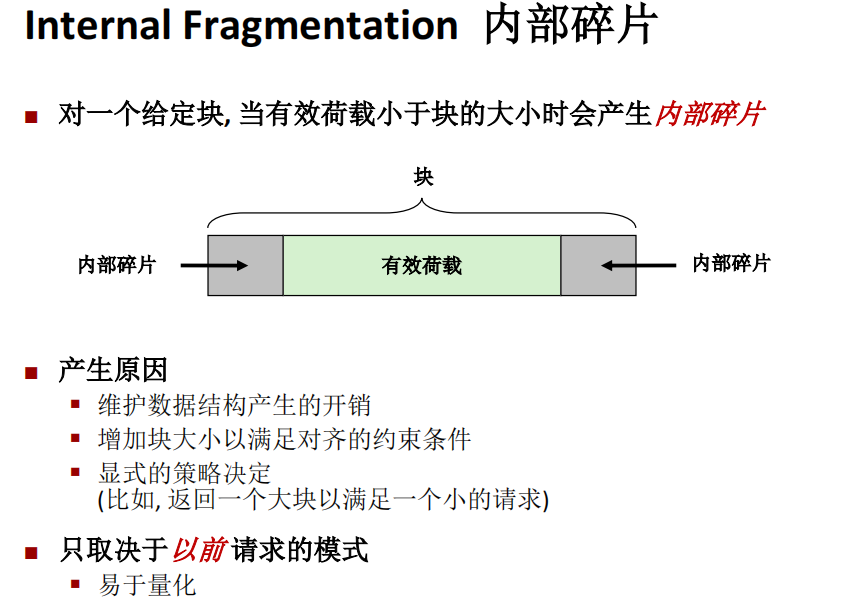 Internal Fragmentation 内部碎片
对一个给定块, 当有效荷载小于块的大小时会产生内部碎片
块
内部碎片
有效荷载
内部碎片
产生原因
维护数据结构产生的开销
增加块大小以满足对齐的约束条件
显式的策略决定
(比如, 返回一个大块以满足一个小的请求)
只取决于以前请求的模式
易于量化